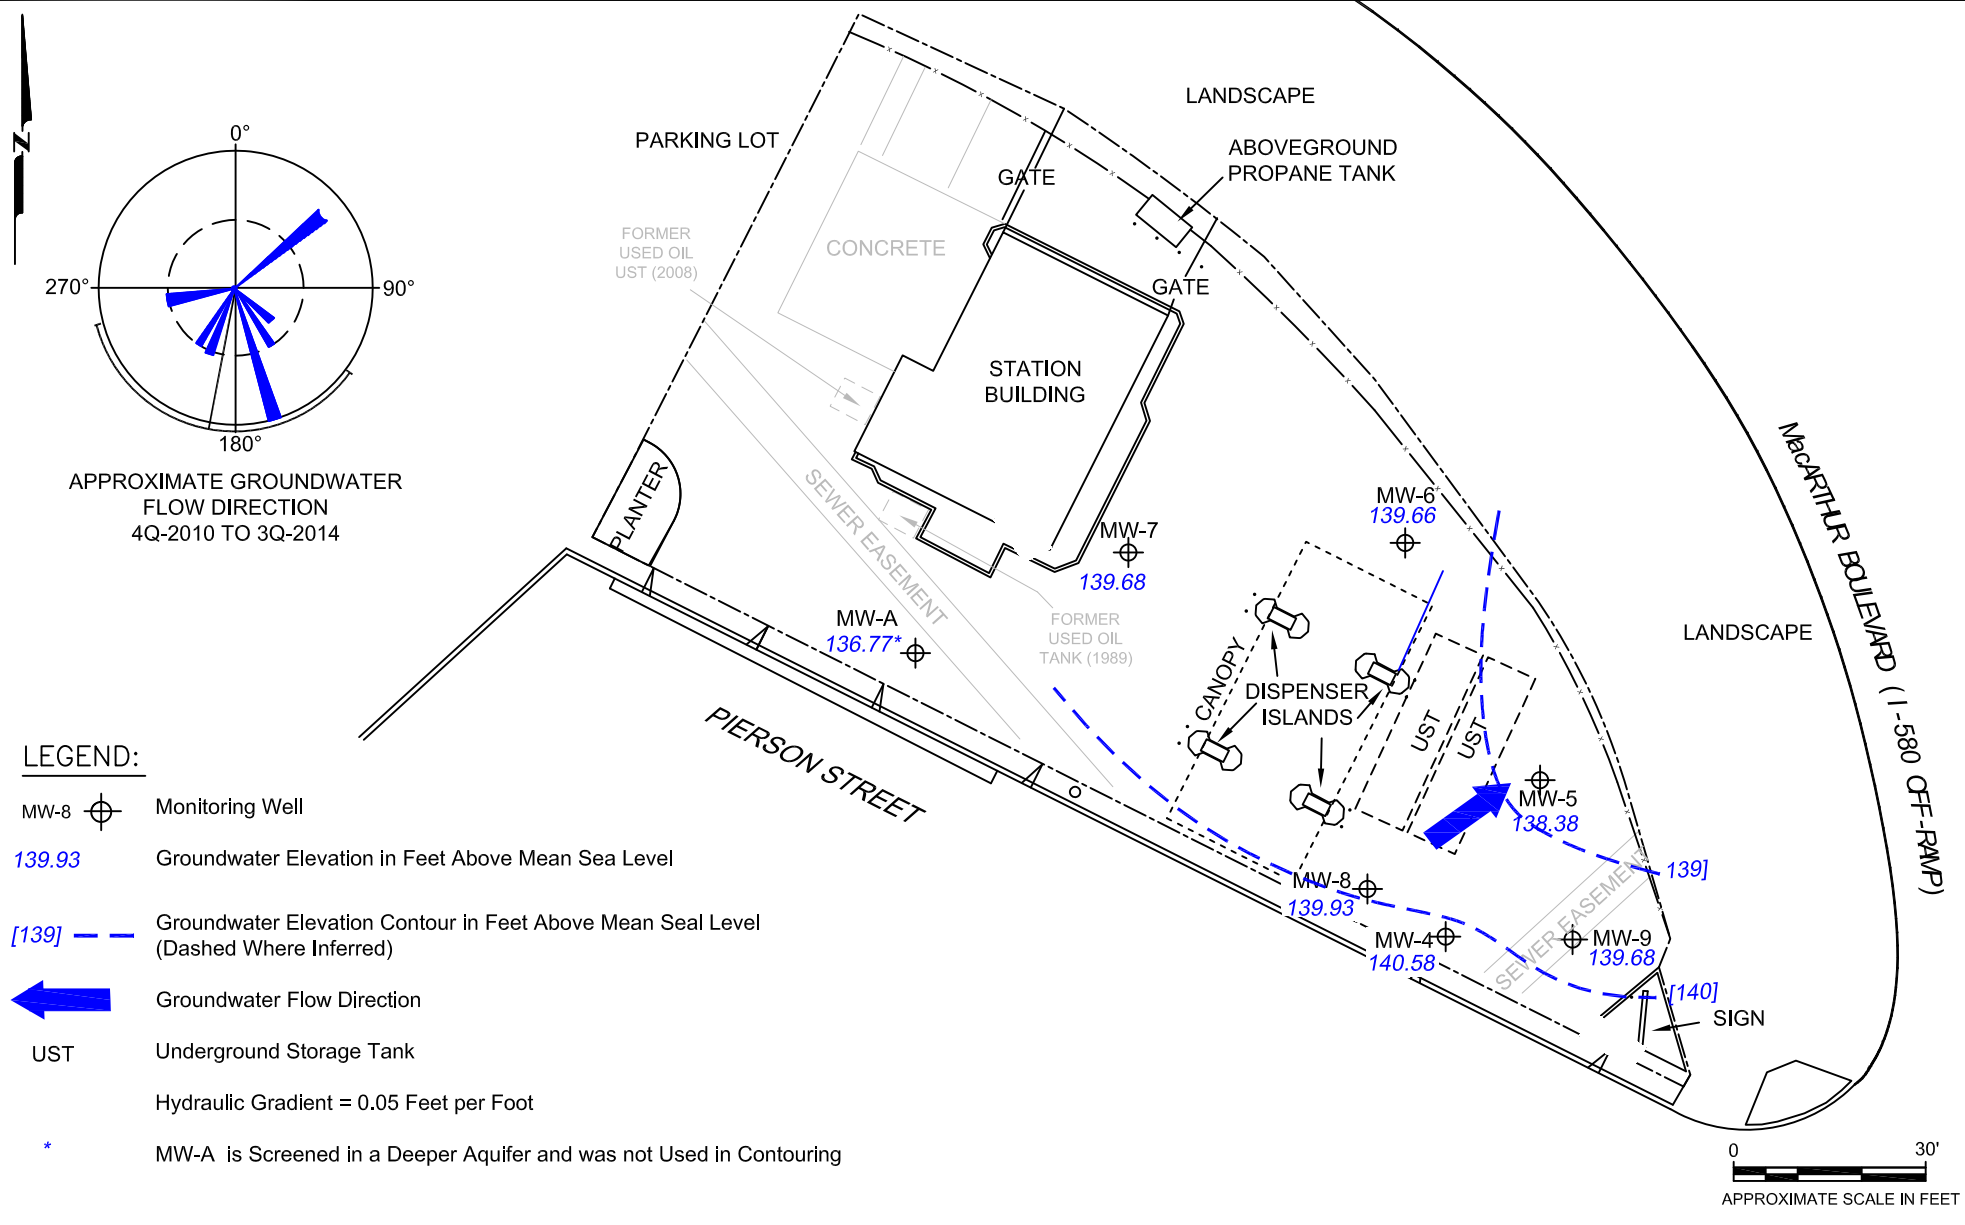 N
0°
90°
180°
270°
APPROXIMATE GROUNDWATER
FLOW DIRECTION
4Q-2010 TO 3Q-2014
PARKING LOT
LANDSCAPE
ABOVEGROUND
PROPANE TANK
GATE
GATE
FORMER
USED OIL
UST (2008)
CONCRETE
STATION
BUILDING
PLANTER
SEWER EASEMENT
MW-7
139.68
MW-6
139.66
MW-A
136.77*
FORMER
USED OIL
TANK (1989)
CANOPY
DISPENSER
ISLANDS
UST
UST
MW-5
138.38
LANDSCAPE
MacARTHUR BOULEVARD (I-580 OFF-RAMP)
PIERSON STREET
MW-8
139.93
MW-4
140.58
MW-9
139.68
SEWER EASEMENT
139]
[140]
SIGN
LEGEND:
MW-8 Monitoring Well
139.93 Groundwater Elevation in Feet Above Mean Sea Level
[139] Groundwater Elevation Contour in Feet Above Mean Seal Level
(Dashed Where Inferred)
Groundwater Flow Direction
UST Underground Storage Tank
Hydraulic Gradient = 0.05 Feet per Foot
* MW-A is Screened in a Deeper Aquifer and was not Used in Contouring
0 30'
APPROXIMATE SCALE IN FEET